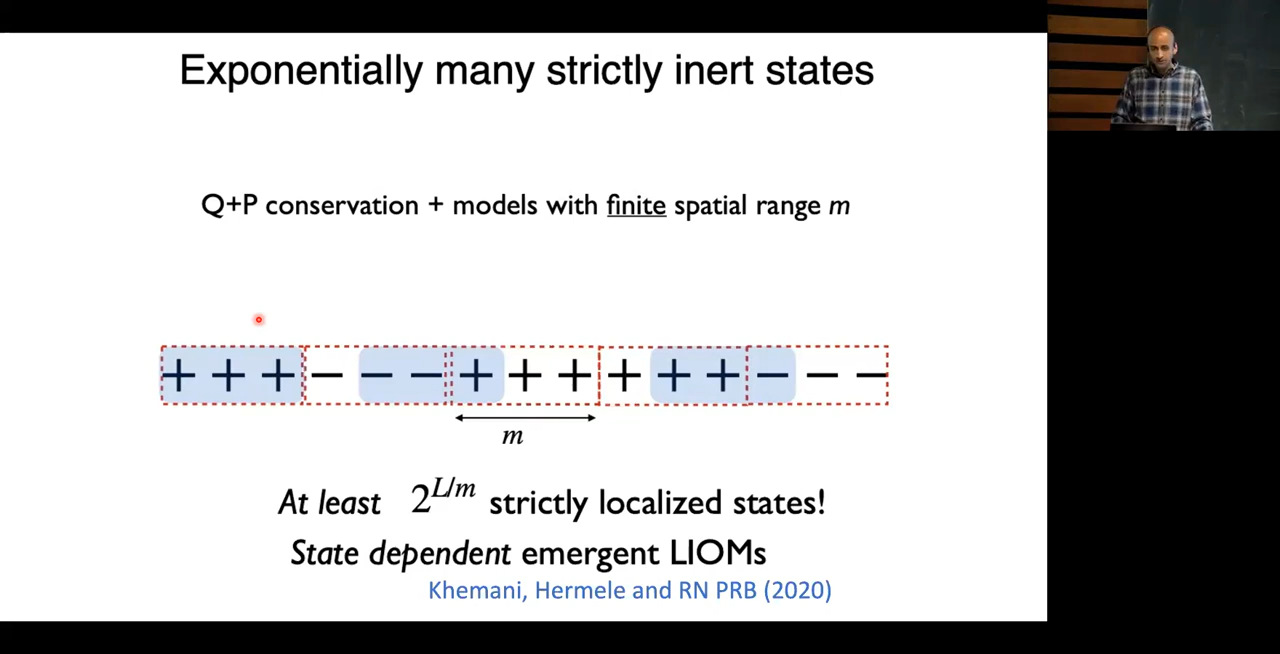 Exponentially many strictly inert states
Q+P conservation + models with finite spatial range m
+ + + − − − + + + + + + − − −
m
At least 2^{L/m} strictly localized states!
State dependent emergent LIOMs
Khemani, Hermele and RN PRB (2020)